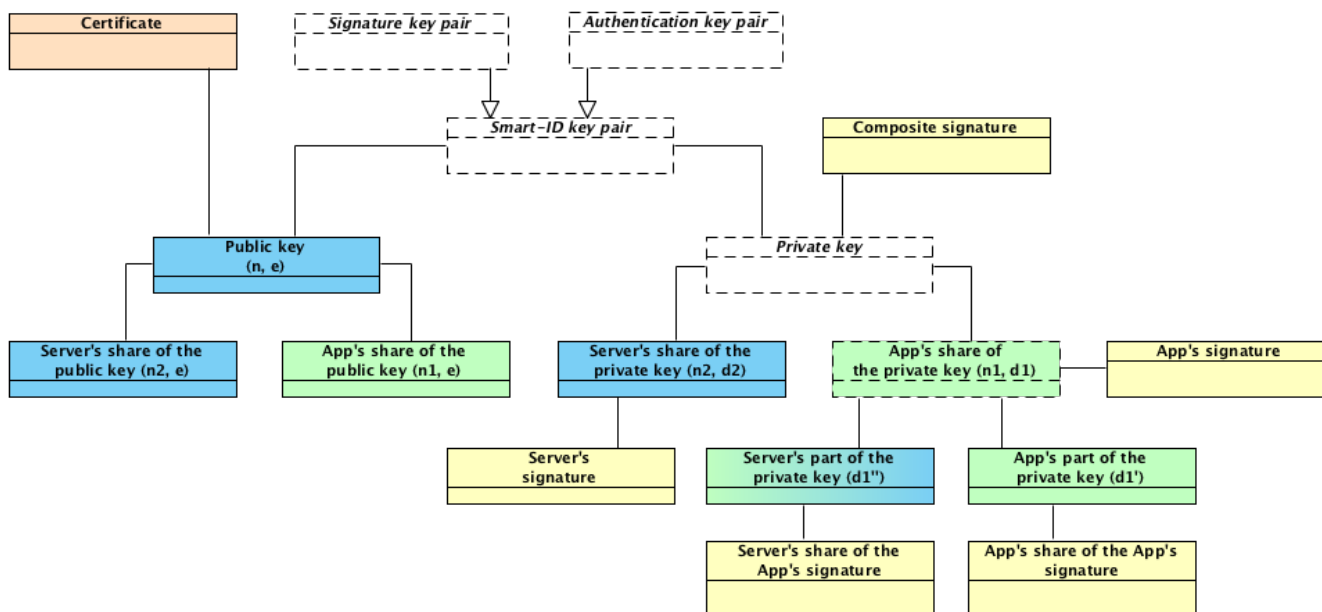 Certificate
Signature key pair
Authentication key pair
Smart-ID key pair
Composite signature
Public key
(n, e)
Private key
Server's share of the
public key (n2, e)
App's share of the
public key (n1, e)
Server's share of the
private key (n2, d2)
App's share of
the private key (n1, d1)
App's signature
Server's
signature
Server's part of the
private key (d1'')
App's part of the
private key (d1')
Server's share of the
App's signature
App's share of the App's
signature